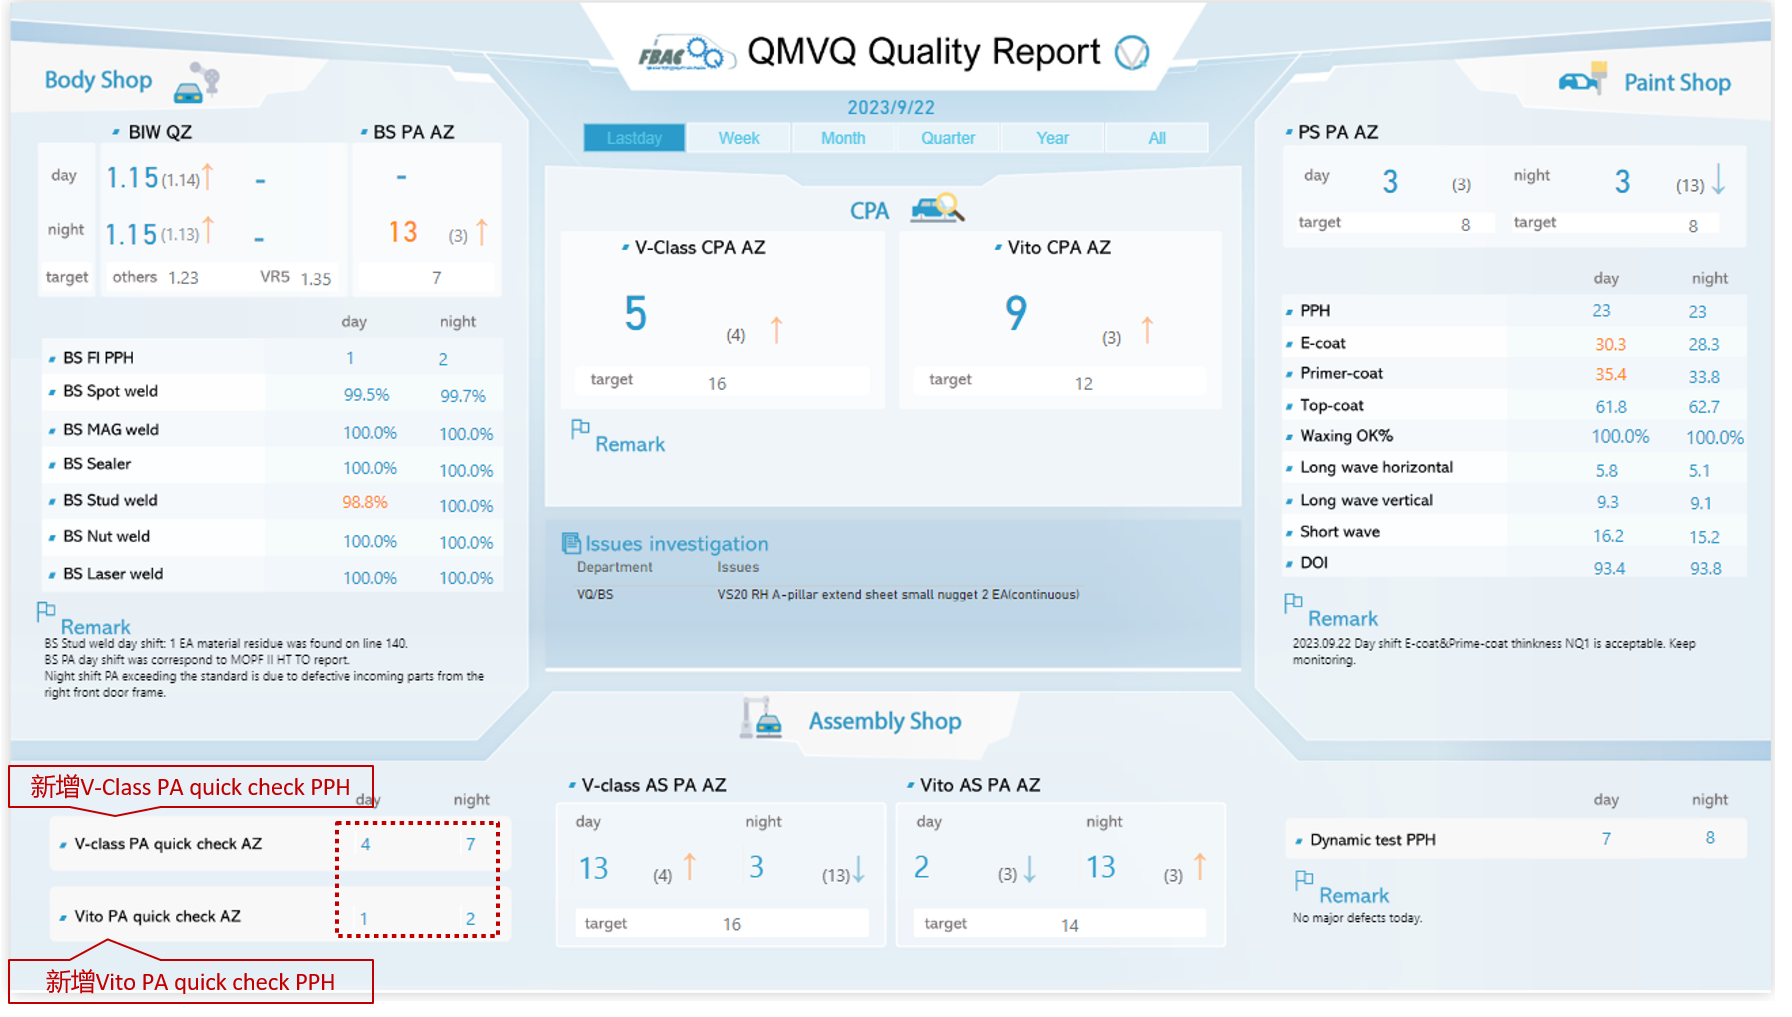 FBAC
QMVQ Quality Report
2023/9/22
Lastday Week Month Quarter Year All
Body Shop
BIW QZ BS PA AZ
day 1.15 (1.14) ↑ - -
night 1.15 (1.13) ↑ - 13 (3) ↑
target others 1.23 VR5 1.35 7
day night
BS FI PPH 1 2
BS Spot weld 99.5% 99.7%
BS MAG weld 100.0% 100.0%
BS Sealer 100.0% 100.0%
BS Stud weld 98.8% 100.0%
BS Nut weld 100.0% 100.0%
BS Laser weld 100.0% 100.0%
Remark
BS Stud weld day shift: 1 EA material residue was found on line 140.
BS PA day shift was correspond to MOPF II HT TO report.
Night shift PA exceeding the standard is due to defective incoming parts from the
right front door frame.
CPA
V-Class CPA AZ
5 (4) ↑
target 16
Vito CPA AZ
9 (3) ↑
target 12
Remark
Issues investigation
Department Issues
VQ/BS VS20 RH A-pillar extend sheet small nugget 2 EA(continuous)
Paint Shop
PS PA AZ
day 3 (3) night 3 (13) ↓
target 8 target 8
day night
PPH 23 23
E-coat 30.3 28.3
Primer-coat 35.4 33.8
Top-coat 61.8 62.7
Waxing OK% 100.0% 100.0%
Long wave horizontal 5.8 5.1
Long wave vertical 9.3 9.1
Short wave 16.2 15.2
DOI 93.4 93.8
Remark
2023.09.22 Day shift E-coat&Prime-coat thinkness NQ1 is acceptable. Keep
monitoring.
Assembly Shop
新增V-Class PA quick check PPH
day night
V-class PA quick check AZ 4 7
Vito PA quick check AZ 1 2
新增Vito PA quick check PPH
V-class AS PA AZ
day night
13 (4) ↑ 3 (13) ↓
target 16
Vito AS PA AZ
day night
2 (3) ↓ 13 (3) ↑
target 14
day night
Dynamic test PPH 7 8
Remark
No major defects today.